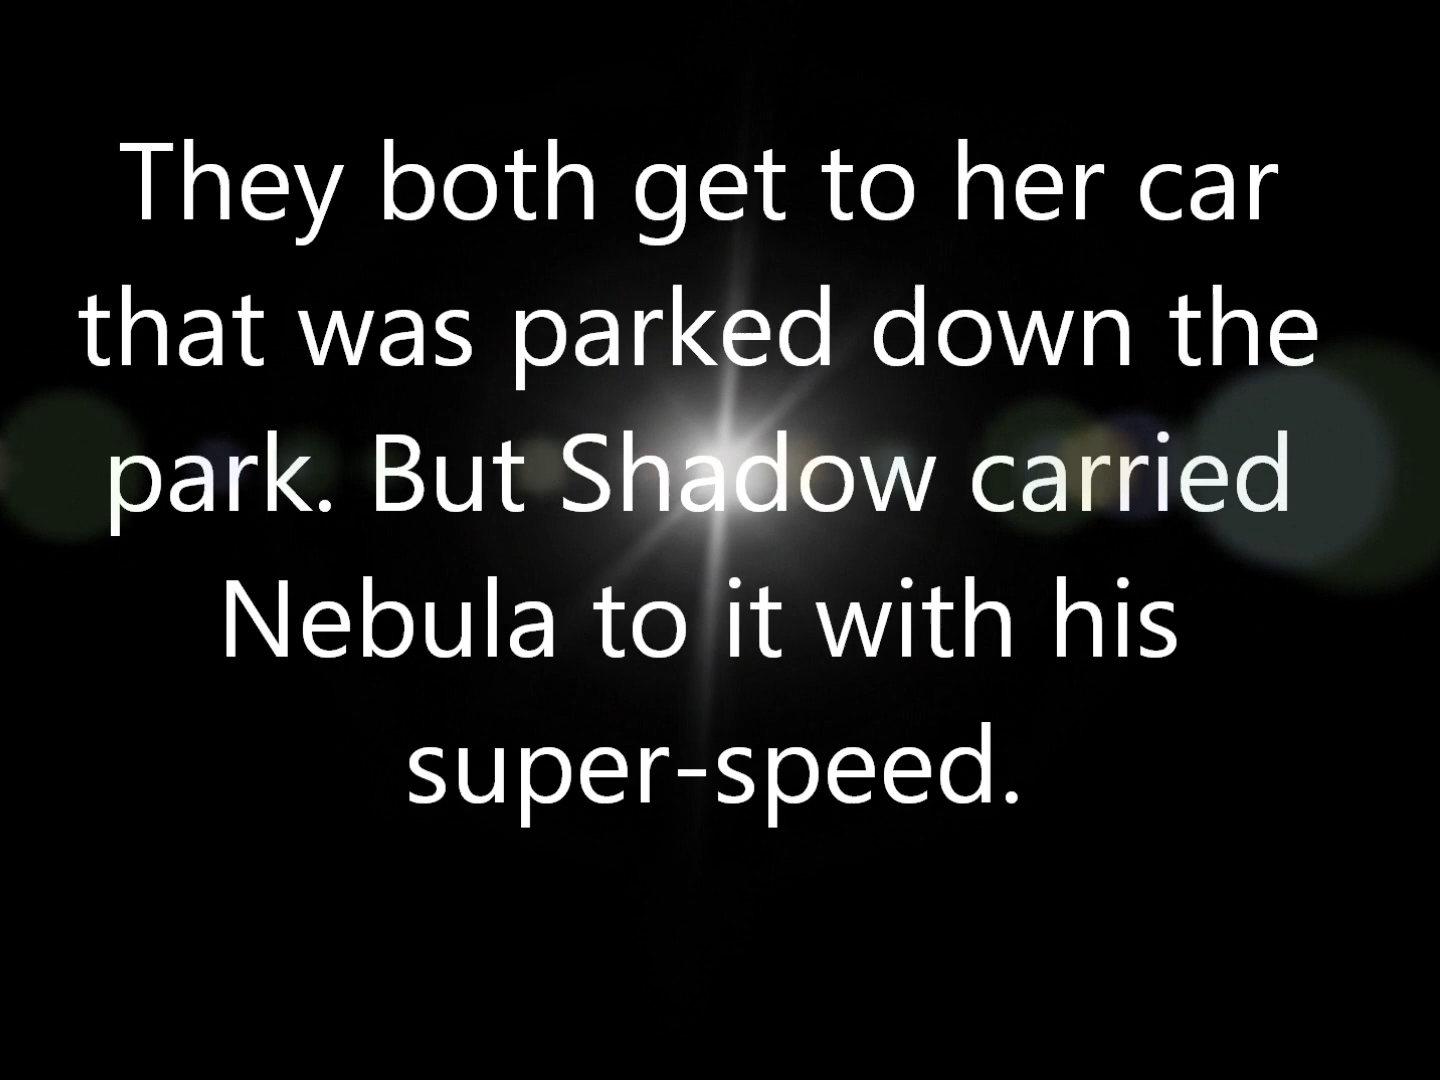 They both get to her car
that was parked down the
park. But Shadow carried
Nebula to it with his
super-speed.